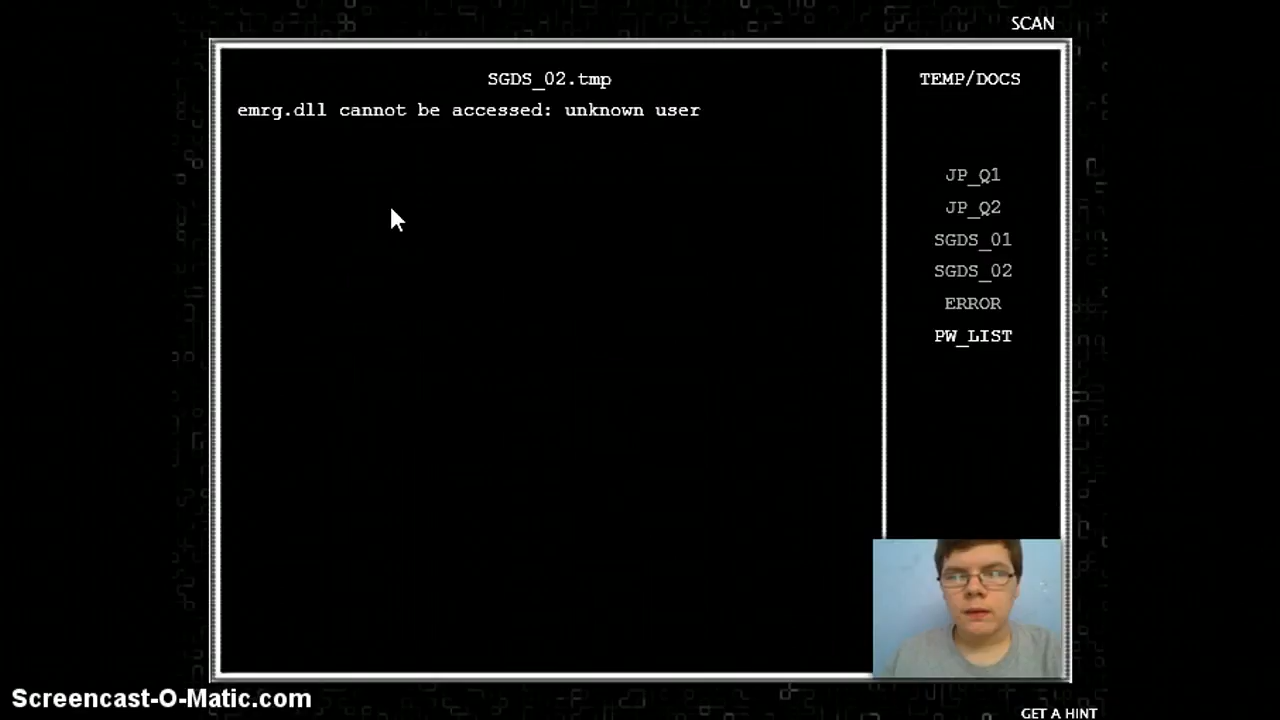 SCAN
SGDS_02.tmp
emrg.dll cannot be accessed: unknown user
TEMP/DOCS
JP_Q1
JP_Q2
SGDS_01
SGDS_02
ERROR
PW_LIST
Screencast-O-Matic.com
GET A HINT